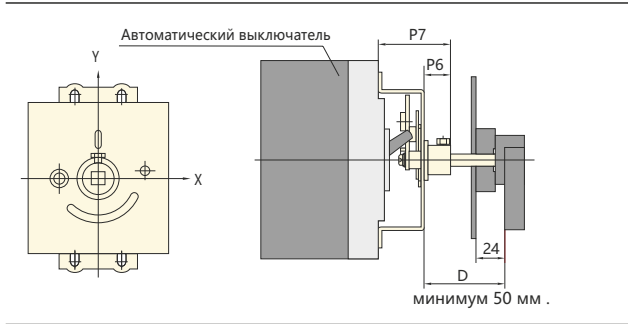 Автоматический выключатель
P7
P6
Y
X
24
D
минимум 50 мм .